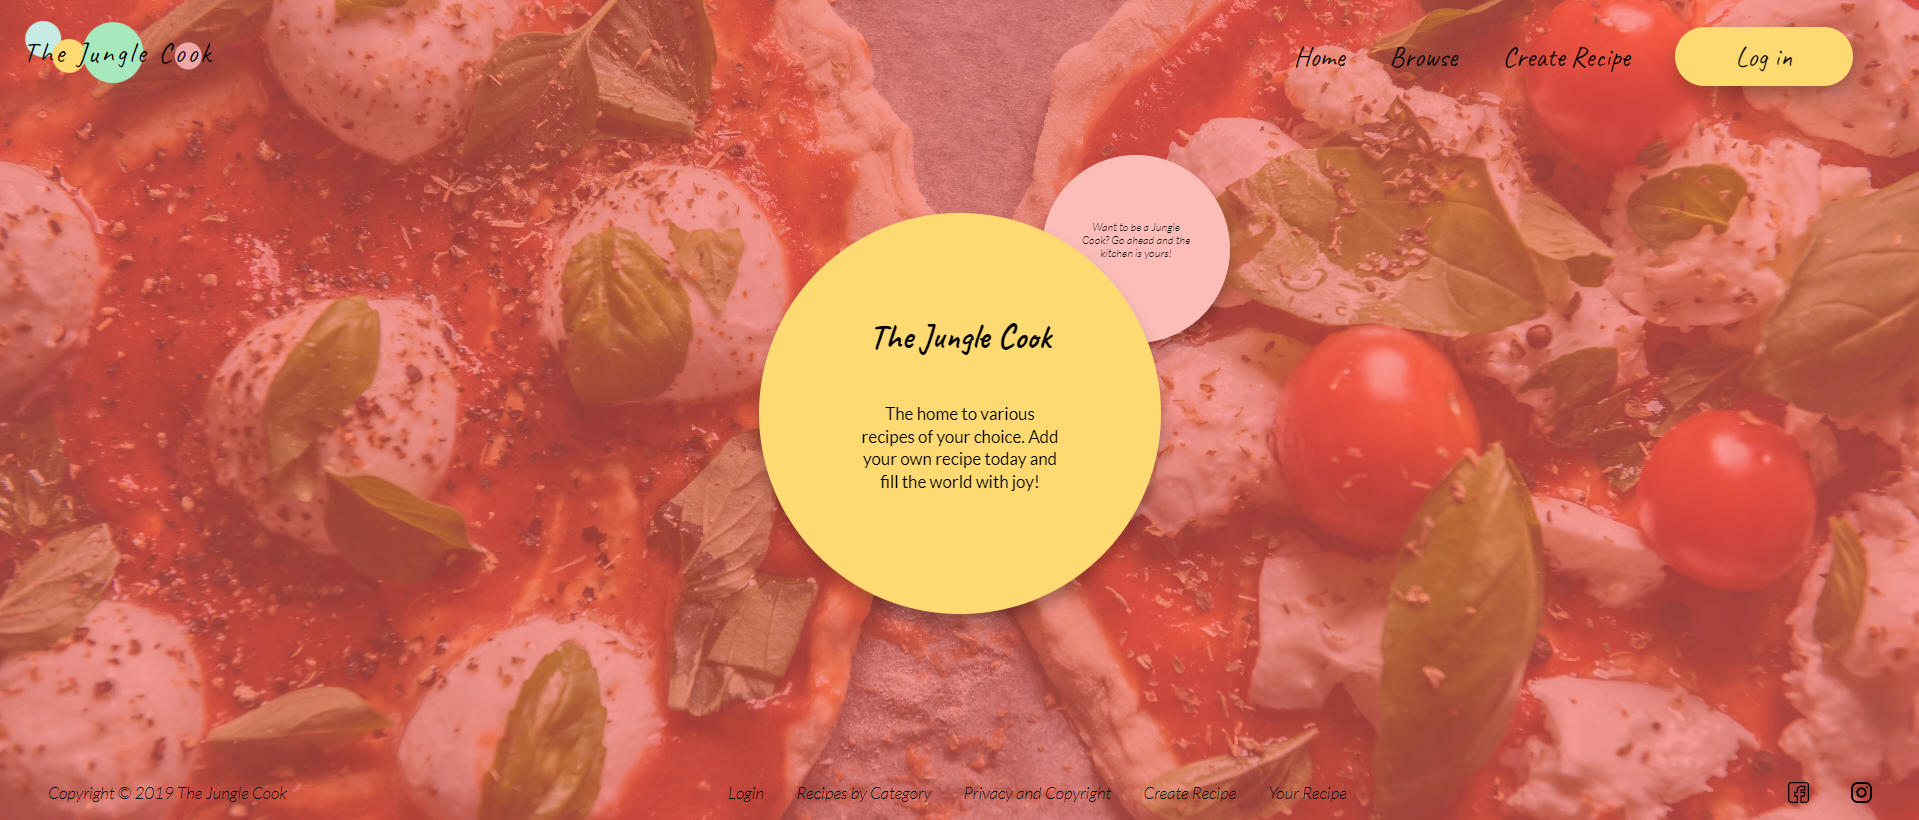 The Jungle Cook
Home
Browse
Create Recipe
Log in
Want to be a Jungle
Cook? Go ahead and the
kitchen is yours!
The Jungle Cook
The home to various
recipes of your choice. Add
your own recipe today and
fill the world with joy!
Copyright © 2019 The Jungle Cook
Login
Recipes by Category
Privacy and Copyright
Create Recipe
Your Recipe